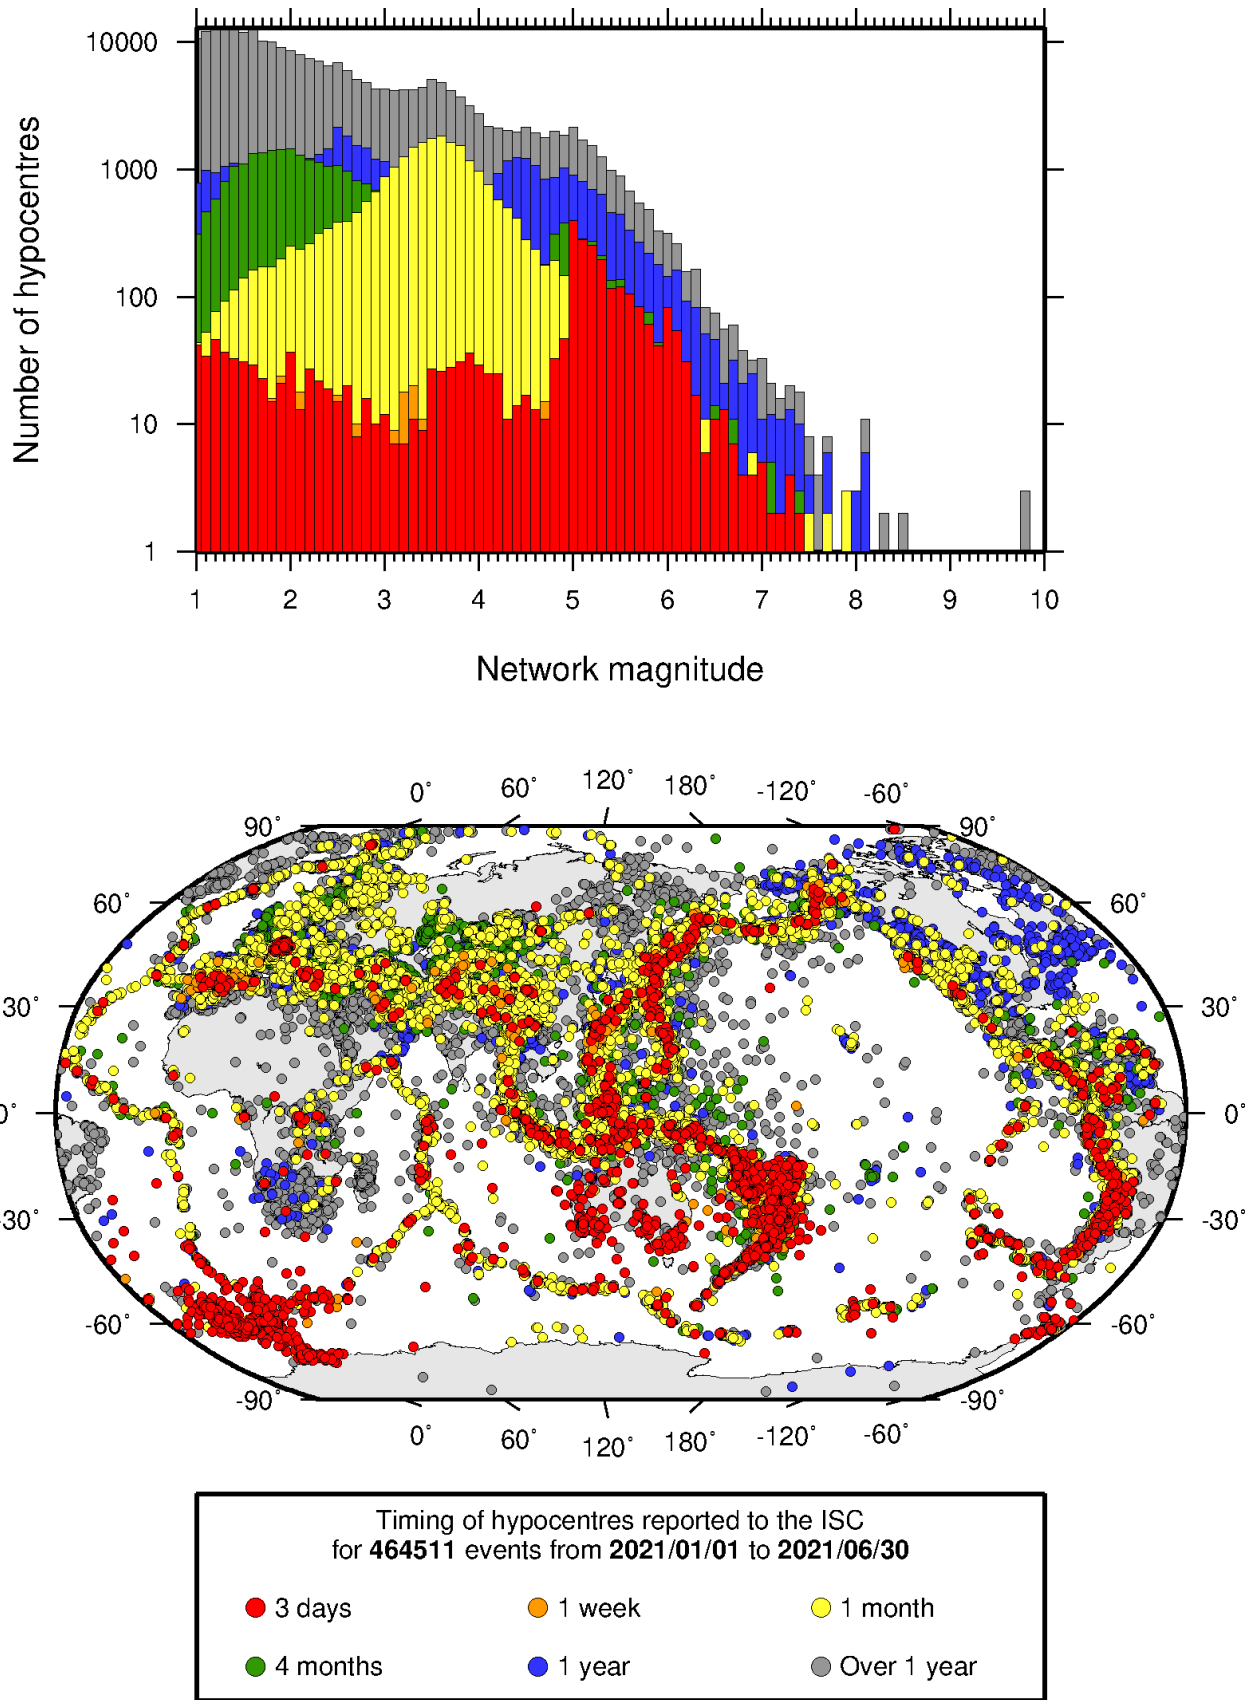 10000
1000
100
10
1
Number of hypocentres
1 2 3 4 5 6 7 8 9 10
Network magnitude
0° 60° 120° 180° -120° -60°
90° 90°
60° 60°
30° 30°
0° 0°
-30° -30°
-60° -60°
-90° -90°
0° 60° 120° 180° -120° -60°
Timing of hypocentres reported to the ISC
for 464511 events from 2021/01/01 to 2021/06/30
3 days 1 week 1 month
4 months 1 year Over 1 year